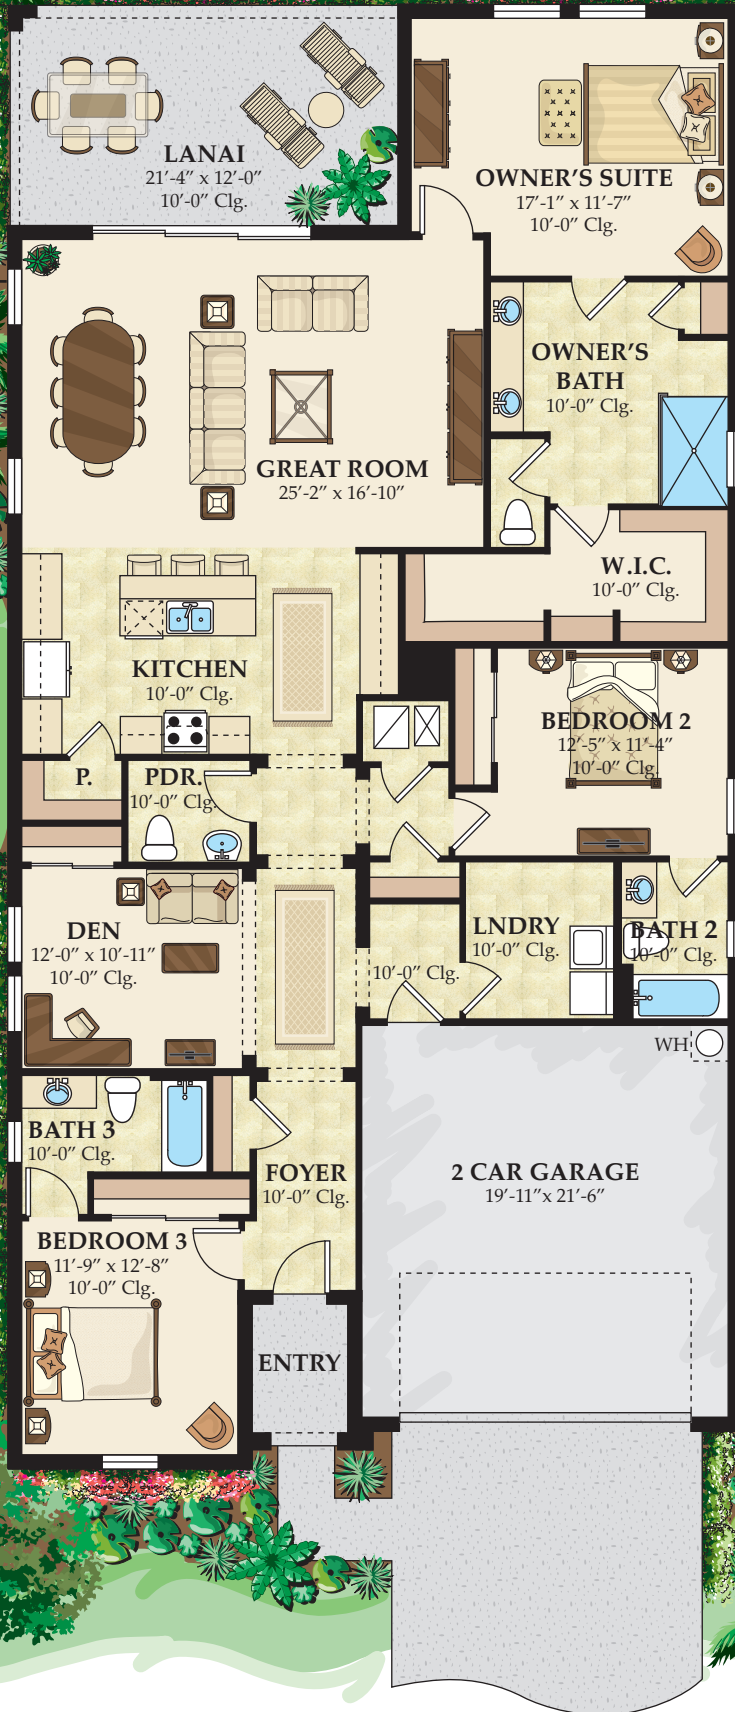 LANAI
21'-4" x 12'-0"
10'-0" Clg.
OWNER'S SUITE
17'-1" x 11'-7"
10'-0" Clg.
OWNER'S
BATH
10'-0" Clg.
GREAT ROOM
25'-2" x 16'-10"
W.I.C.
10'-0" Clg.
KITCHEN
10'-0" Clg.
BEDROOM 2
12'-5" x 11'-4"
10'-0" Clg.
P.
PDR.
10'-0" Clg.
DEN
12'-0" x 10'-11"
10'-0" Clg.
LNDRY
10'-0" Clg.
BATH 2
10'-0" Clg.
10'-0" Clg.
WH
BATH 3
10'-0" Clg.
FOYER
10'-0" Clg.
2 CAR GARAGE
19'-11"x 21'-6"
BEDROOM 3
11'-9" x 12'-8"
10'-0" Clg.
ENTRY